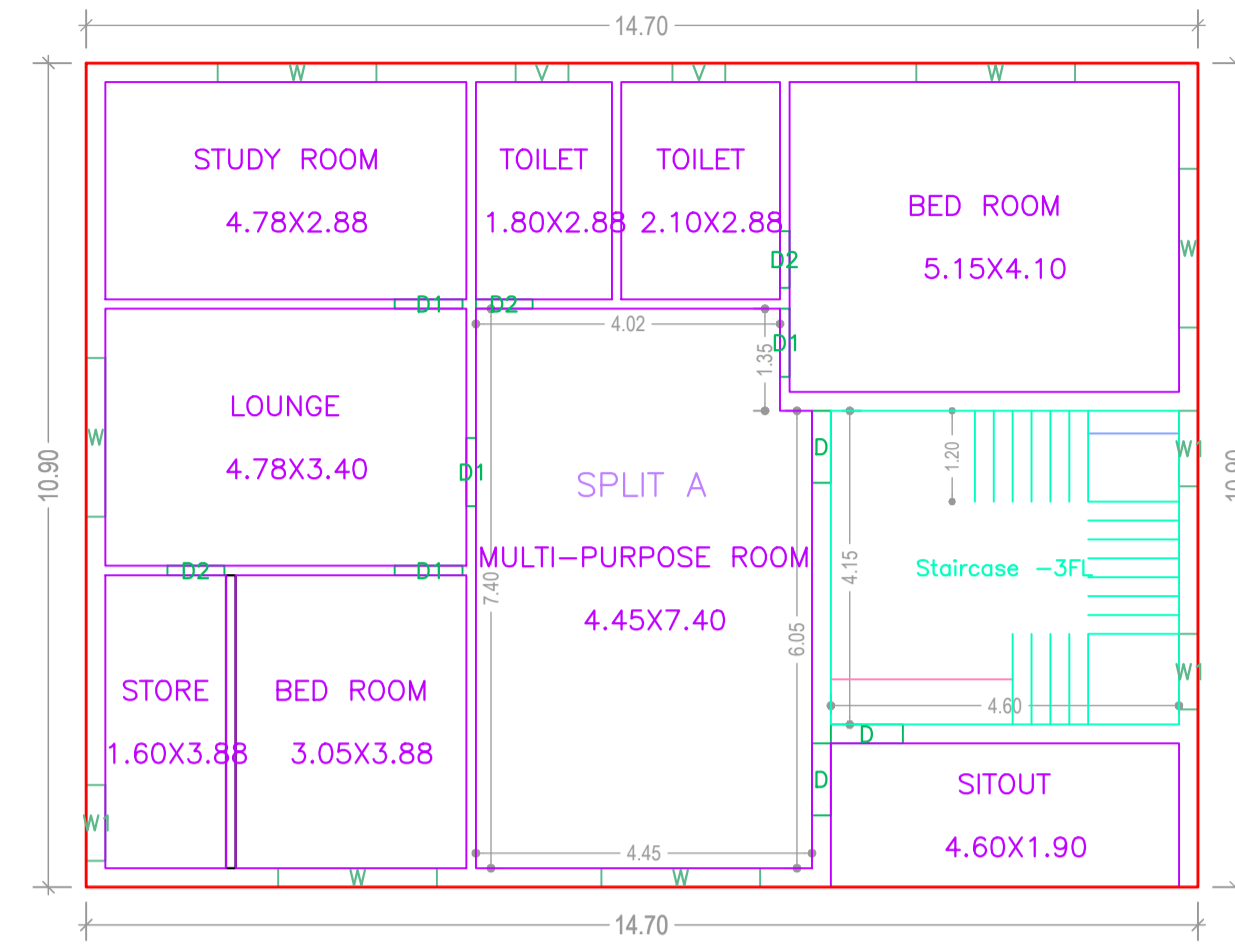 14.70
W
V
V
W
STUDY ROOM
4.78X2.88
TOILET
1.80X2.88
TOILET
2.10X2.88
BED ROOM
5.15X4.10
W
D2
D1
D2
4.02
1.35
D1
LOUNGE
4.78X3.40
W
D1
10.90
SPLIT A
MULTI-PURPOSE ROOM
4.45X7.40
7.40
6.05
D
4.15
1.20
W1
Staircase -3FL
D2
D1
STORE
1.60X3.88
BED ROOM
3.05X3.88
W1
4.60
D
D
W1
SITOUT
4.60X1.90
4.45
W
W
14.70